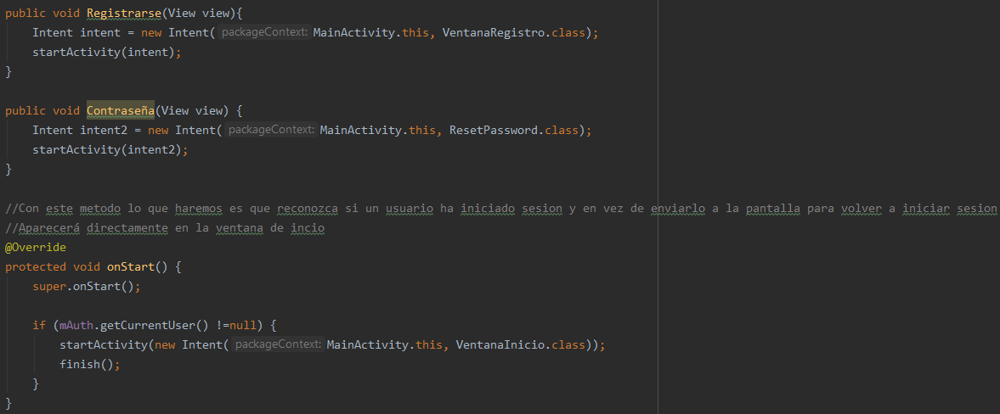 public void Registrarse(View view){
Intent intent = new Intent( packageContext: MainActivity.this, VentanaRegistro.class);
startActivity(intent);
}
public void Contraseña(View view) {
Intent intent2 = new Intent( packageContext: MainActivity.this, ResetPassword.class);
startActivity(intent2);
}
//Con este metodo lo que haremos es que reconozca si un usuario ha iniciado sesion y en vez de enviarlo a la pantalla para volver a iniciar sesion
//Aparecerá directamente en la ventana de incio
@Override
protected void onStart() {
super.onStart();
if (mAuth.getCurrentUser() !=null) {
startActivity(new Intent( packageContext: MainActivity.this, VentanaInicio.class));
finish();
}
}